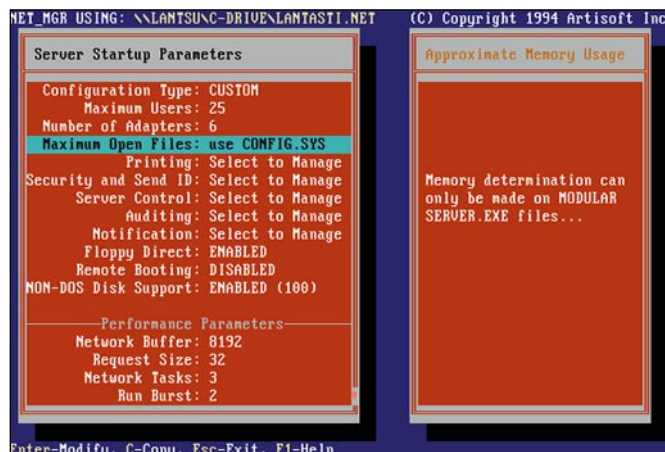 NET_MGR USING: \\LANTSU\C-DRIVE\LANTASTI.NET (C) Copyright 1994 Artisoft Inc
Server Startup Parameters
Configuration Type: CUSTOM
Maximum Users: 25
Number of Adapters: 6
Maximum Open Files: use CONFIG.SYS
Printing: Select to Manage
Security and Send ID: Select to Manage
Server Control: Select to Manage
Auditing: Select to Manage
Notification: Select to Manage
Floppy Direct: ENABLED
Remote Booting: DISABLED
NON-DOS Disk Support: ENABLED (100)
Performance Parameters
Network Buffer: 8192
Request Size: 32
Network Tasks: 3
Run Burst: 2
Approximate Memory Usage
Memory determination can
only be made on MODULAR
SERVER.EXE files...
Enter-Modify, C-Copy, Esc-Exit, F1-Help